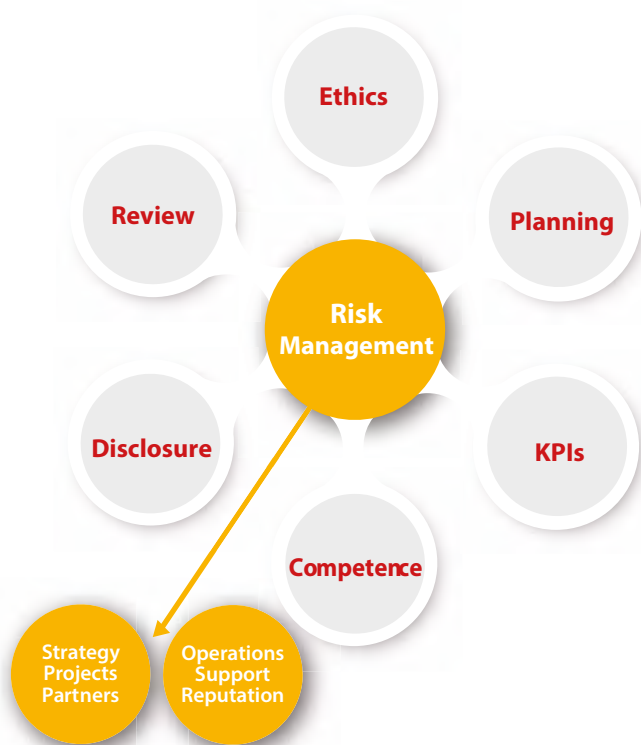 Ethics
Review
Planning
Risk
Management
Disclosure
KPIs
Competence
Strategy
Projects
Partners
Operations
Support
Reputation